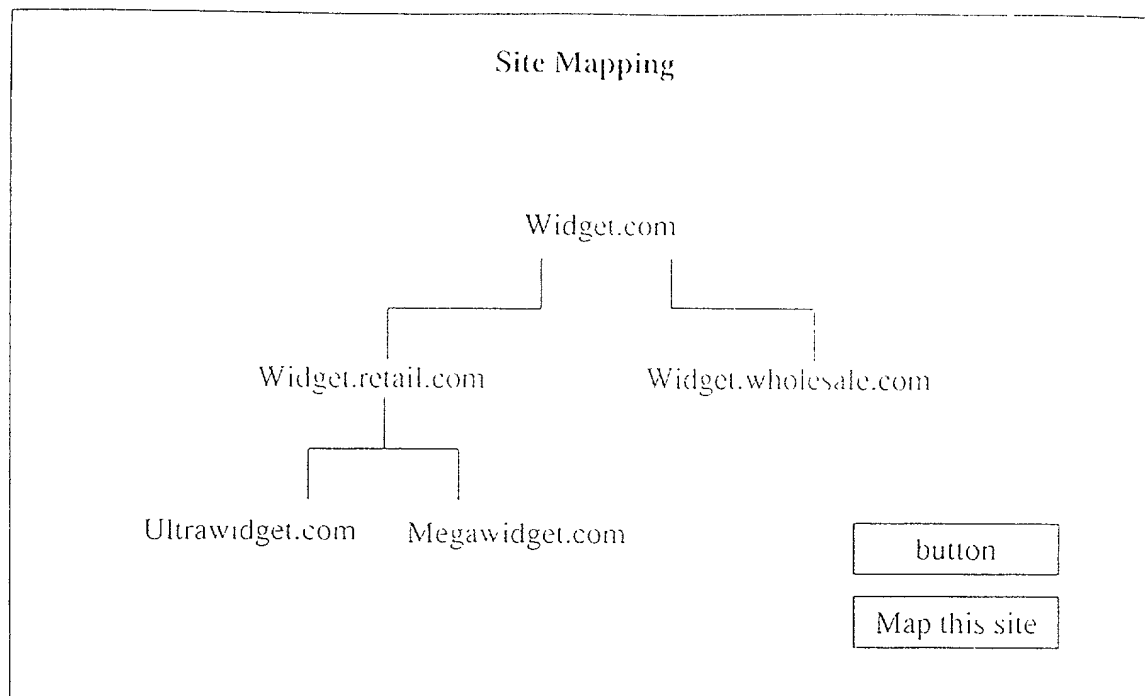 Site Mapping
Widget.com
Widget.retail.com
Widget.wholesale.com
Ultrawidget.com
Megawidget.com
button
Map this site